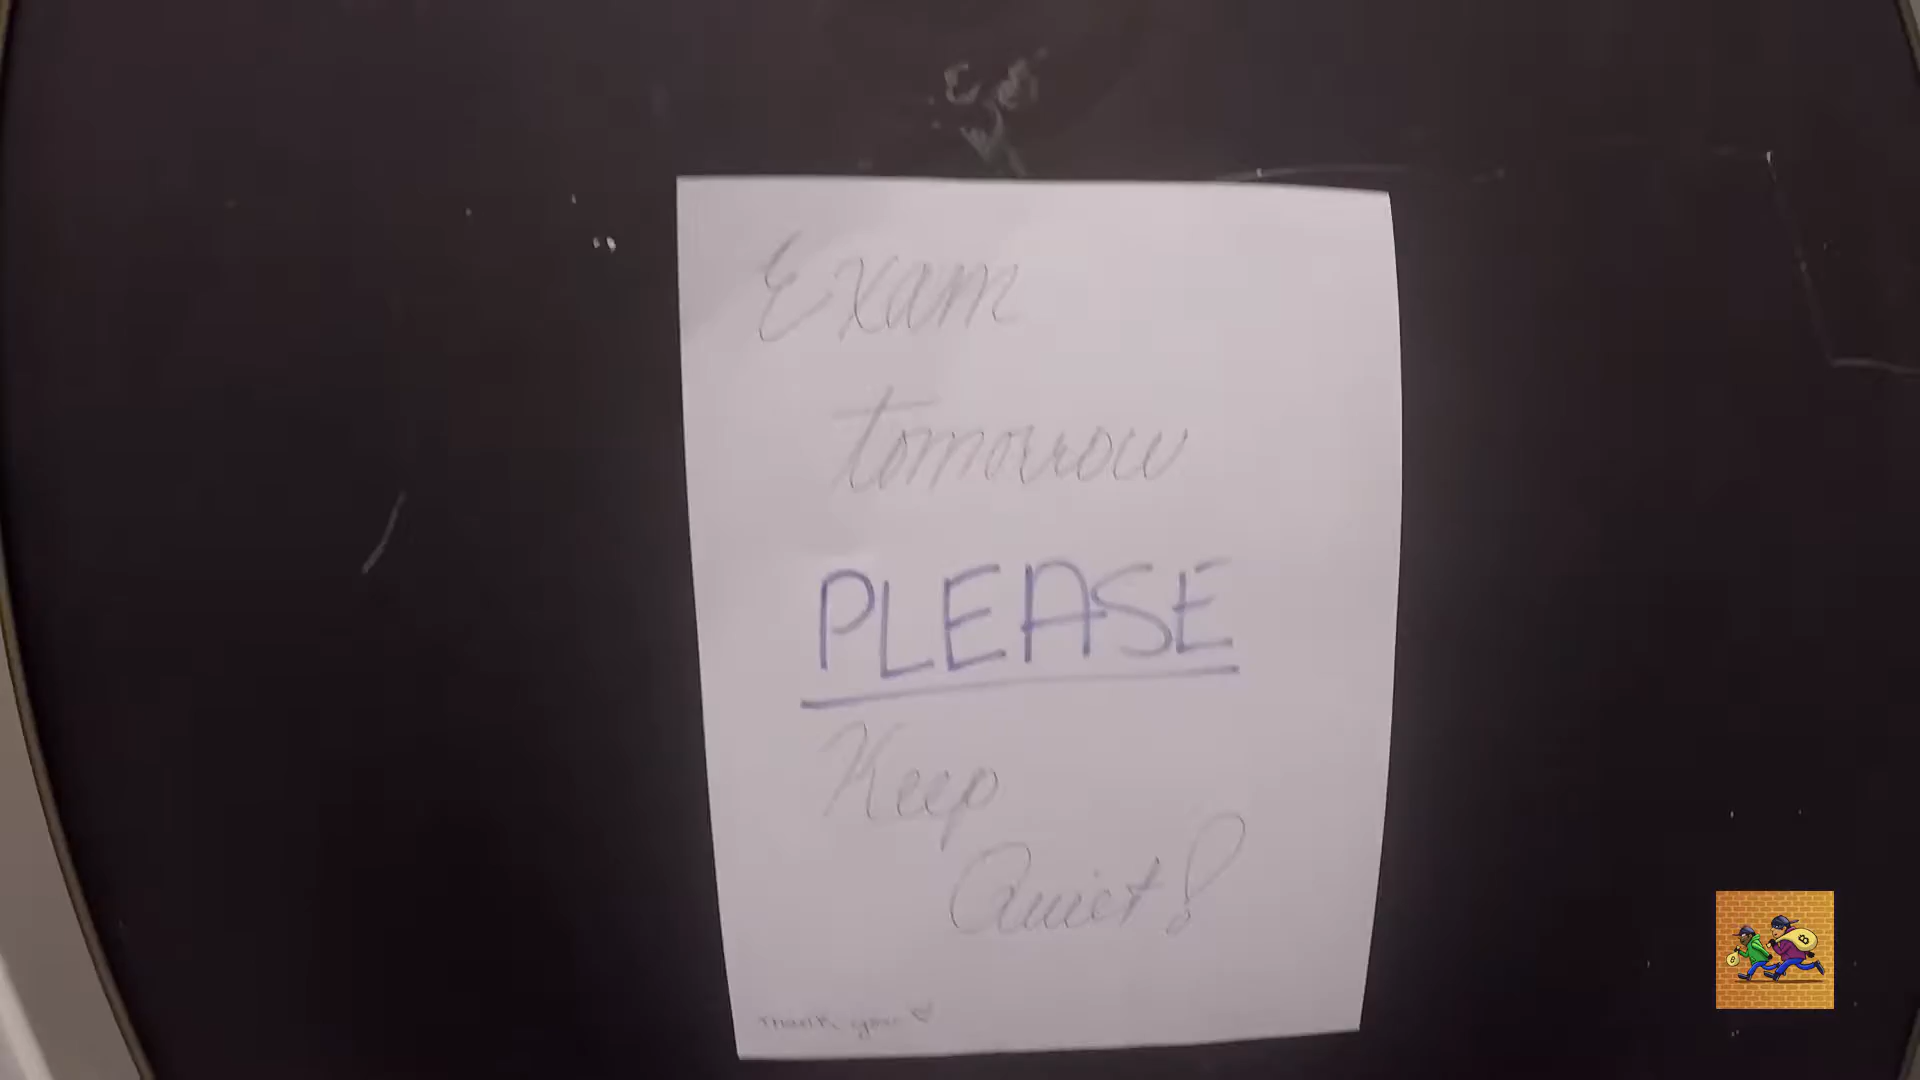 Exam
tomorrow
PLEASE
Keep
Quiet!
Thank you ♡